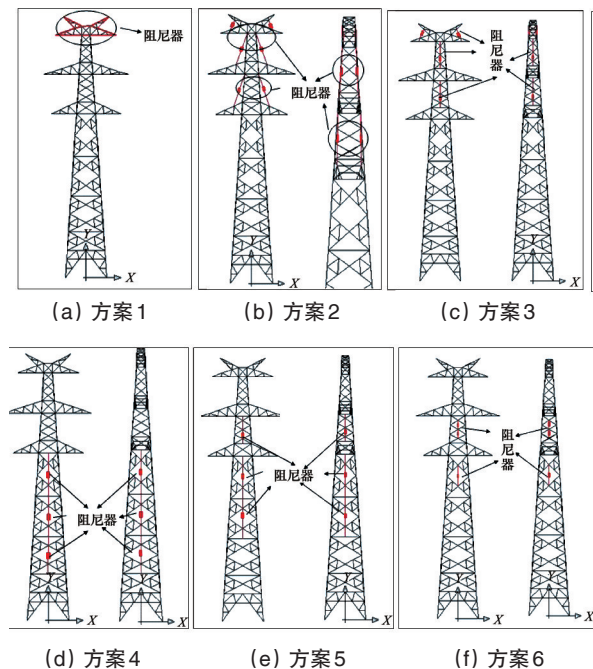 阻尼器
Y
X
(a) 方案1
阻尼器
Y
X
(b) 方案2
阻
尼
器
Y
X
(c) 方案3
阻尼器
Y
X
(d) 方案4
阻尼器
Y
X
(e) 方案5
阻
尼
器
Y
X
(f) 方案6